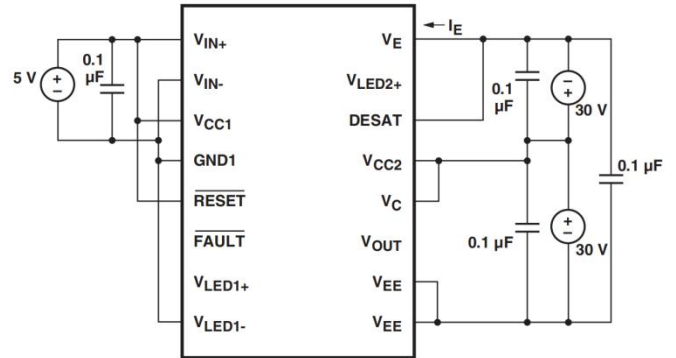 5 V
0.1
µF
V_IN+
V_IN-
V_CC1
GND1
RESET
FAULT
V_LED1+
V_LED1-
V_E
V_LED2+
DESAT
V_CC2
V_C
V_OUT
V_EE
V_EE
I_E
0.1
µF
30 V
0.1 µF
0.1 µF
30 V